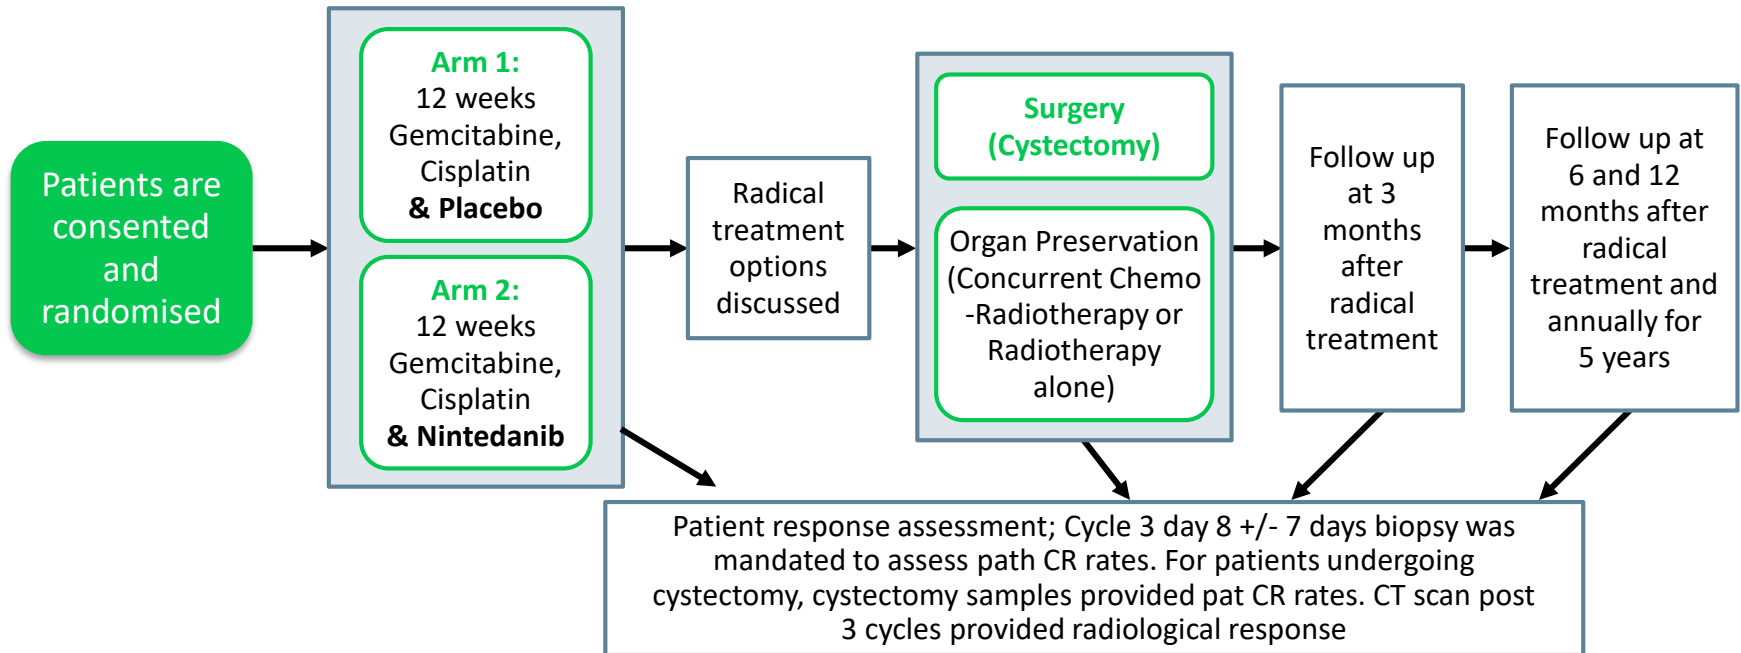 Patients are
consented
and
randomised
Arm 1:
12 weeks
Gemcitabine,
Cisplatin
& Placebo
Arm 2:
12 weeks
Gemcitabine,
Cisplatin
& Nintedanib
Radical
treatment
options
discussed
Surgery
(Cystectomy)
Organ Preservation
(Concurrent Chemo
-Radiotherapy or
Radiotherapy
alone)
Follow up
at 3
months
after
radical
treatment
Follow up at
6 and 12
months after
radical
treatment and
annually for
5 years
Patient response assessment; Cycle 3 day 8 +/- 7 days biopsy was
mandated to assess path CR rates. For patients undergoing
cystectomy, cystectomy samples provided pat CR rates. CT scan post
3 cycles provided radiological response